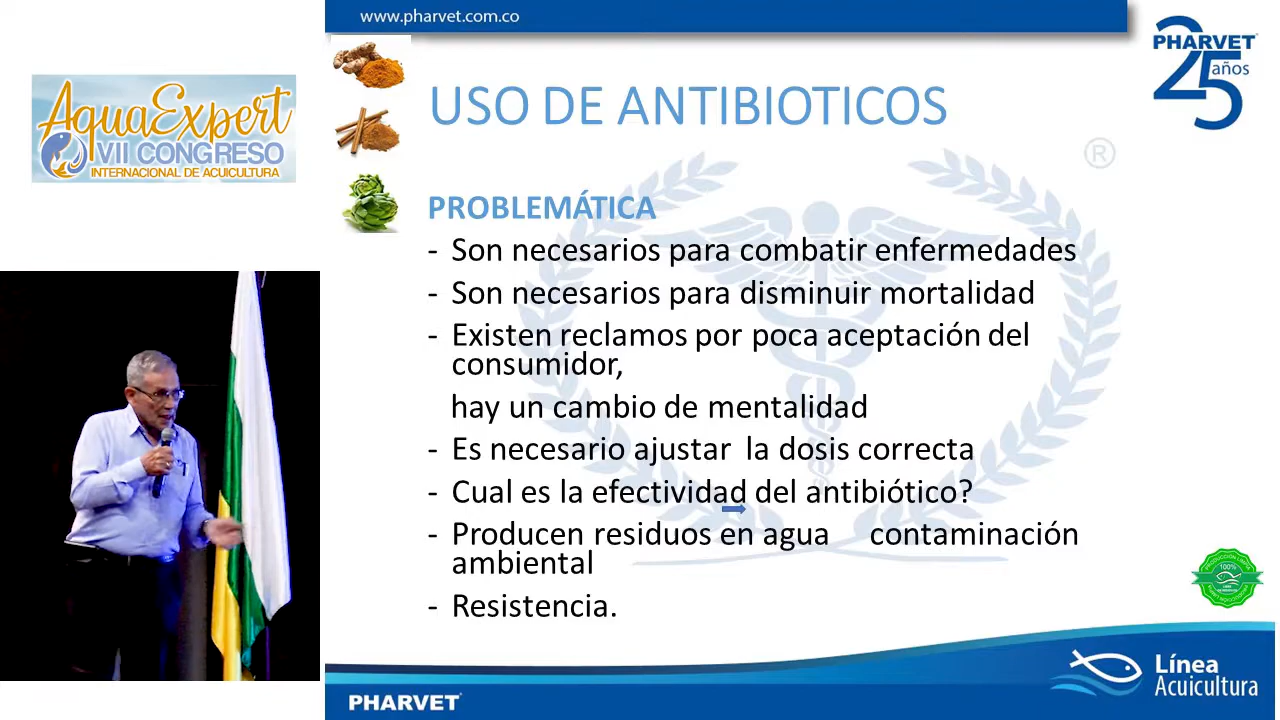 www.pharvet.com.co
PHARVET
25
años
AquaExpert
VII CONGRESO
INTERNACIONAL DE ACUICULTURA
USO DE ANTIBIOTICOS
®
PROBLEMÁTICA
- Son necesarios para combatir enfermedades
- Son necesarios para disminuir mortalidad
- Existen reclamos por poca aceptación del
consumidor,
hay un cambio de mentalidad
- Es necesario ajustar la dosis correcta
- Cual es la efectividad del antibiótico?
- Producen residuos en agua contaminación
ambiental
- Resistencia.
100%
PHARVET
Línea
Acuicultura